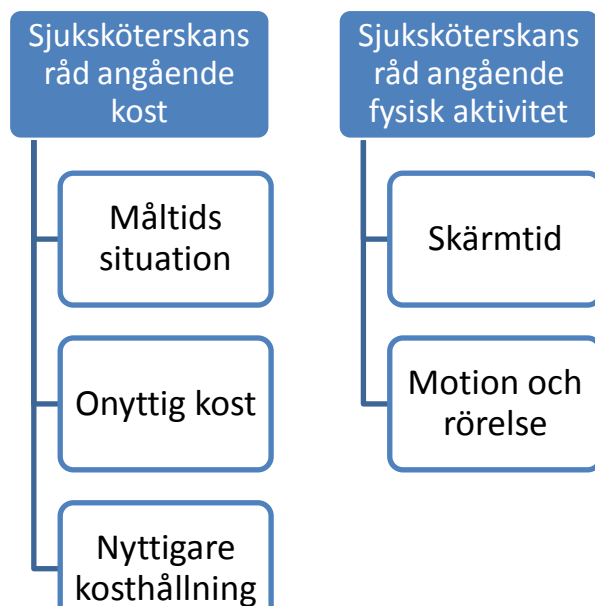 Sjuksköterskans
råd angående
kost
Måltids
situation
Onyttig kost
Nyttigare
kosthållning
Sjuksköterskans
råd angående
fysisk aktivitet
Skärmtid
Motion och
rörelse